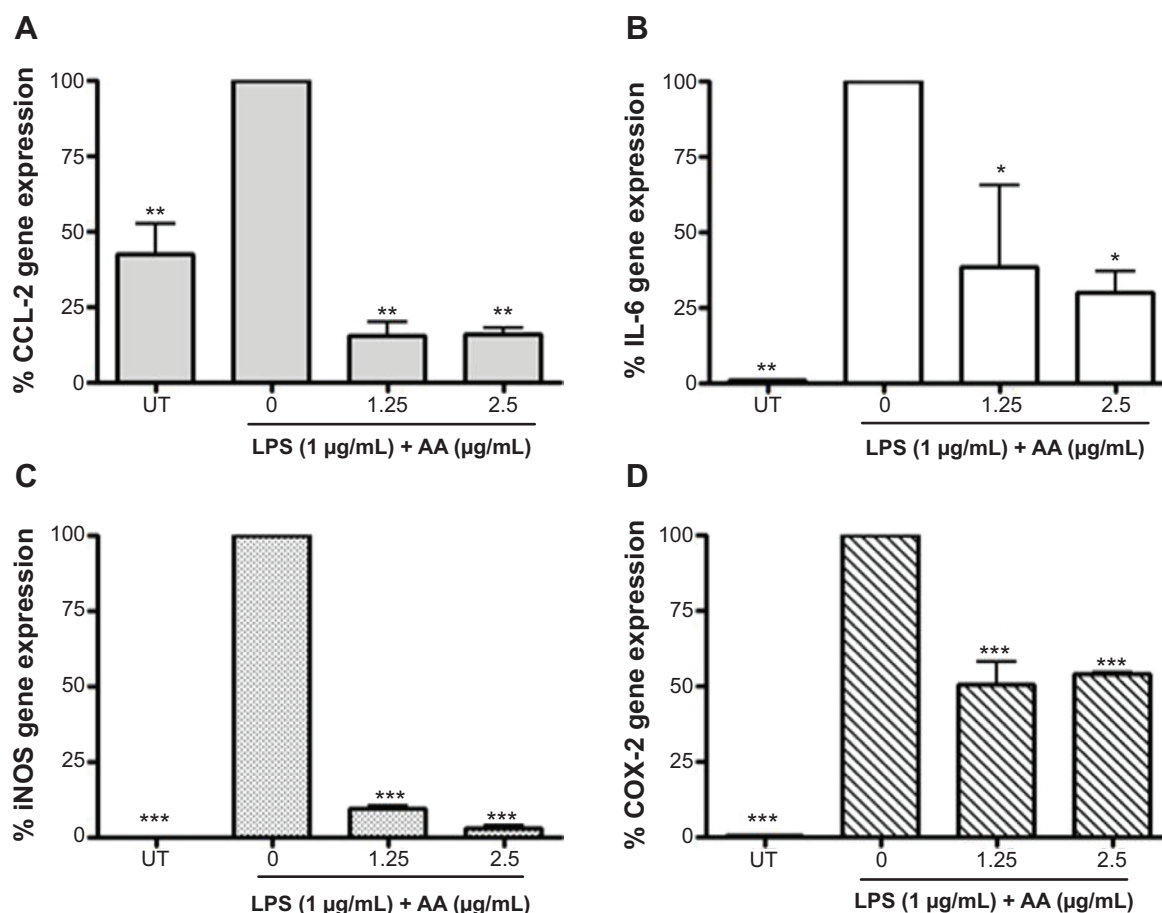 A
% CCL-2 gene expression
100
75
50
25
0
**
**
**
UT
0
1.25
2.5
LPS (1 µg/mL) + AA (µg/mL)
B
% IL-6 gene expression
100
75
50
25
0
**
*
*
UT
0
1.25
2.5
LPS (1 µg/mL) + AA (µg/mL)
C
% iNOS gene expression
100
75
50
25
0
***
***
***
UT
0
1.25
2.5
LPS (1 µg/mL) + AA (µg/mL)
D
% COX-2 gene expression
100
75
50
25
0
***
***
***
UT
0
1.25
2.5
LPS (1 µg/mL) + AA (µg/mL)